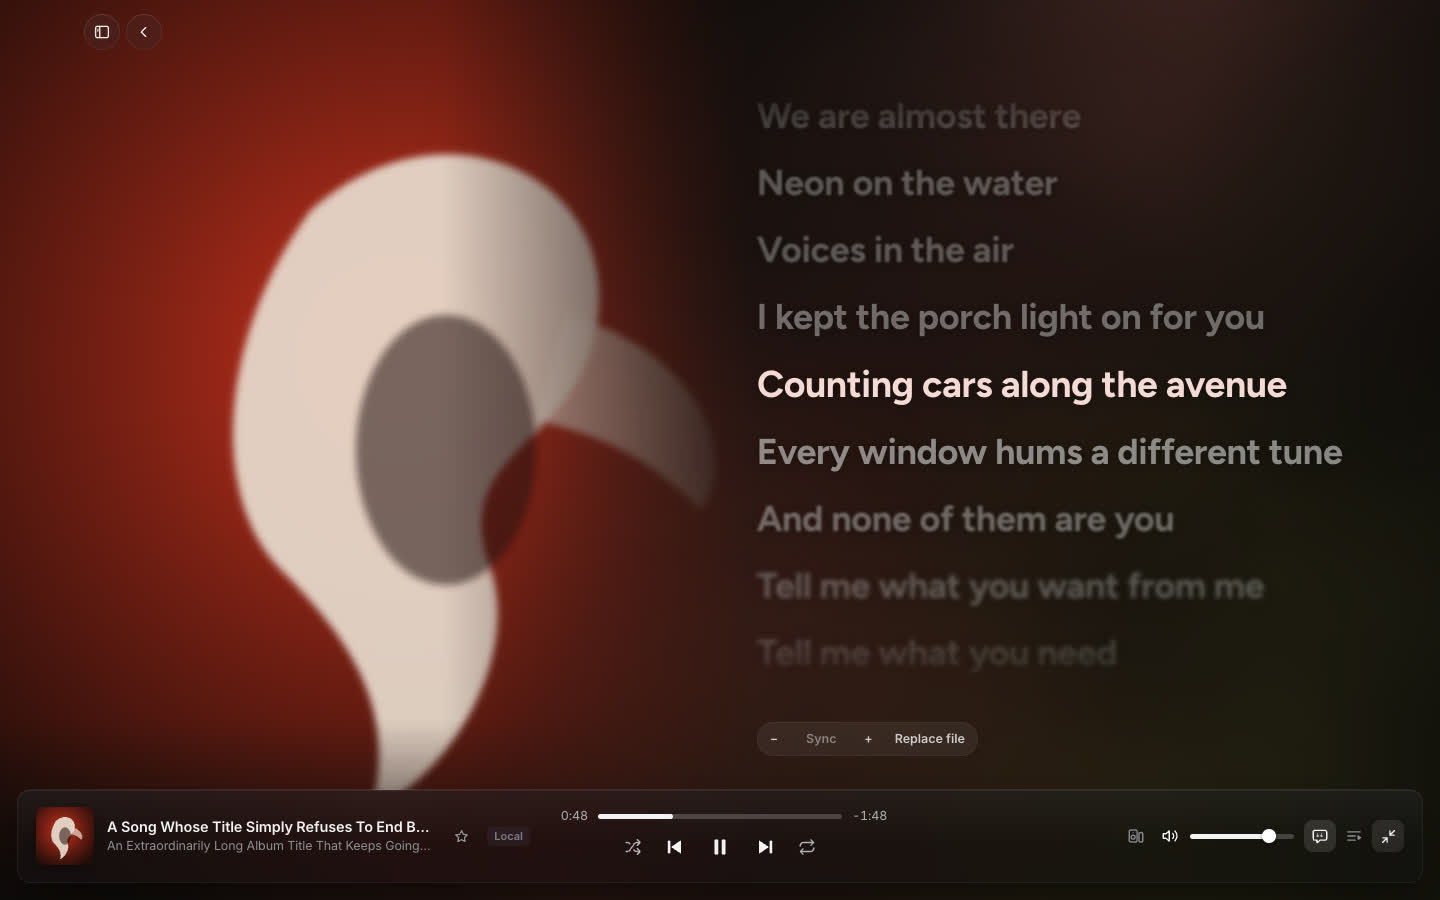 We are almost there
Neon on the water
Voices in the air
I kept the porch light on for you
Counting cars along the avenue
Every window hums a different tune
And none of them are you
Tell me what you want from me
Tell me what you need
− Sync + Replace file
A Song Whose Title Simply Refuses To End B...
An Extraordinarily Long Album Title That Keeps Going...
Local
0:48
-1:48